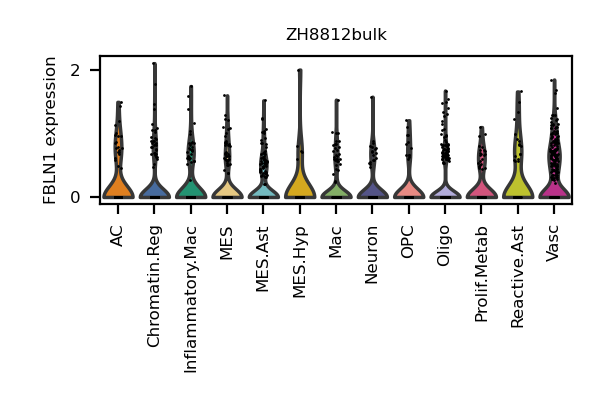 ZH8812bulk
FBLN1 expression
2
0
AC
Chromatin.Reg
Inflammatory.Mac
MES
MES.Ast
MES.Hyp
Mac
Neuron
OPC
Oligo
Prolif.Metab
Reactive.Ast
Vasc